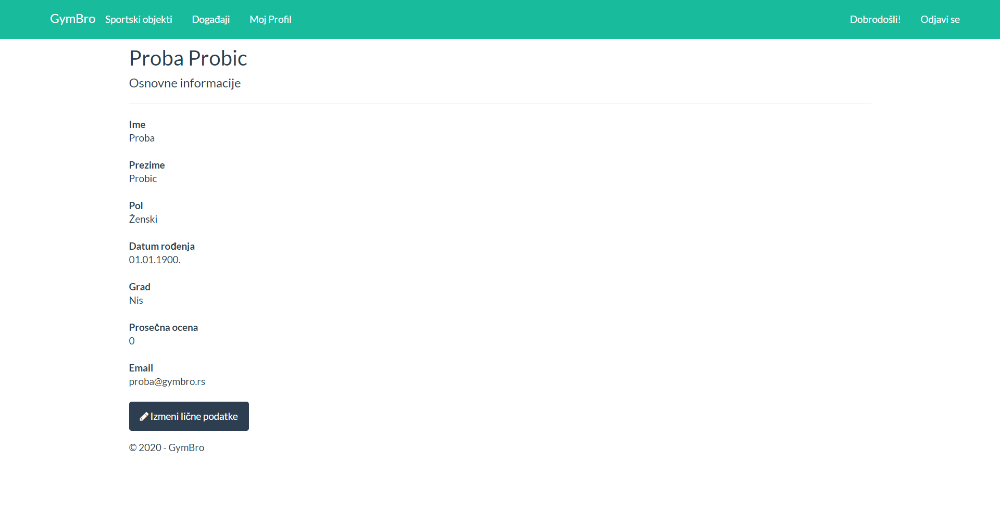 GymBro Sportski objekti Događaji Moj Profil Dobrodošli! Odjavi se
Proba Probic
Osnovne informacije
Ime
Proba
Prezime
Probic
Pol
Ženski
Datum rođenja
01.01.1900.
Grad
Nis
Prosečna ocena
0
Email
proba@gymbro.rs
Izmeni lične podatke
© 2020 - GymBro